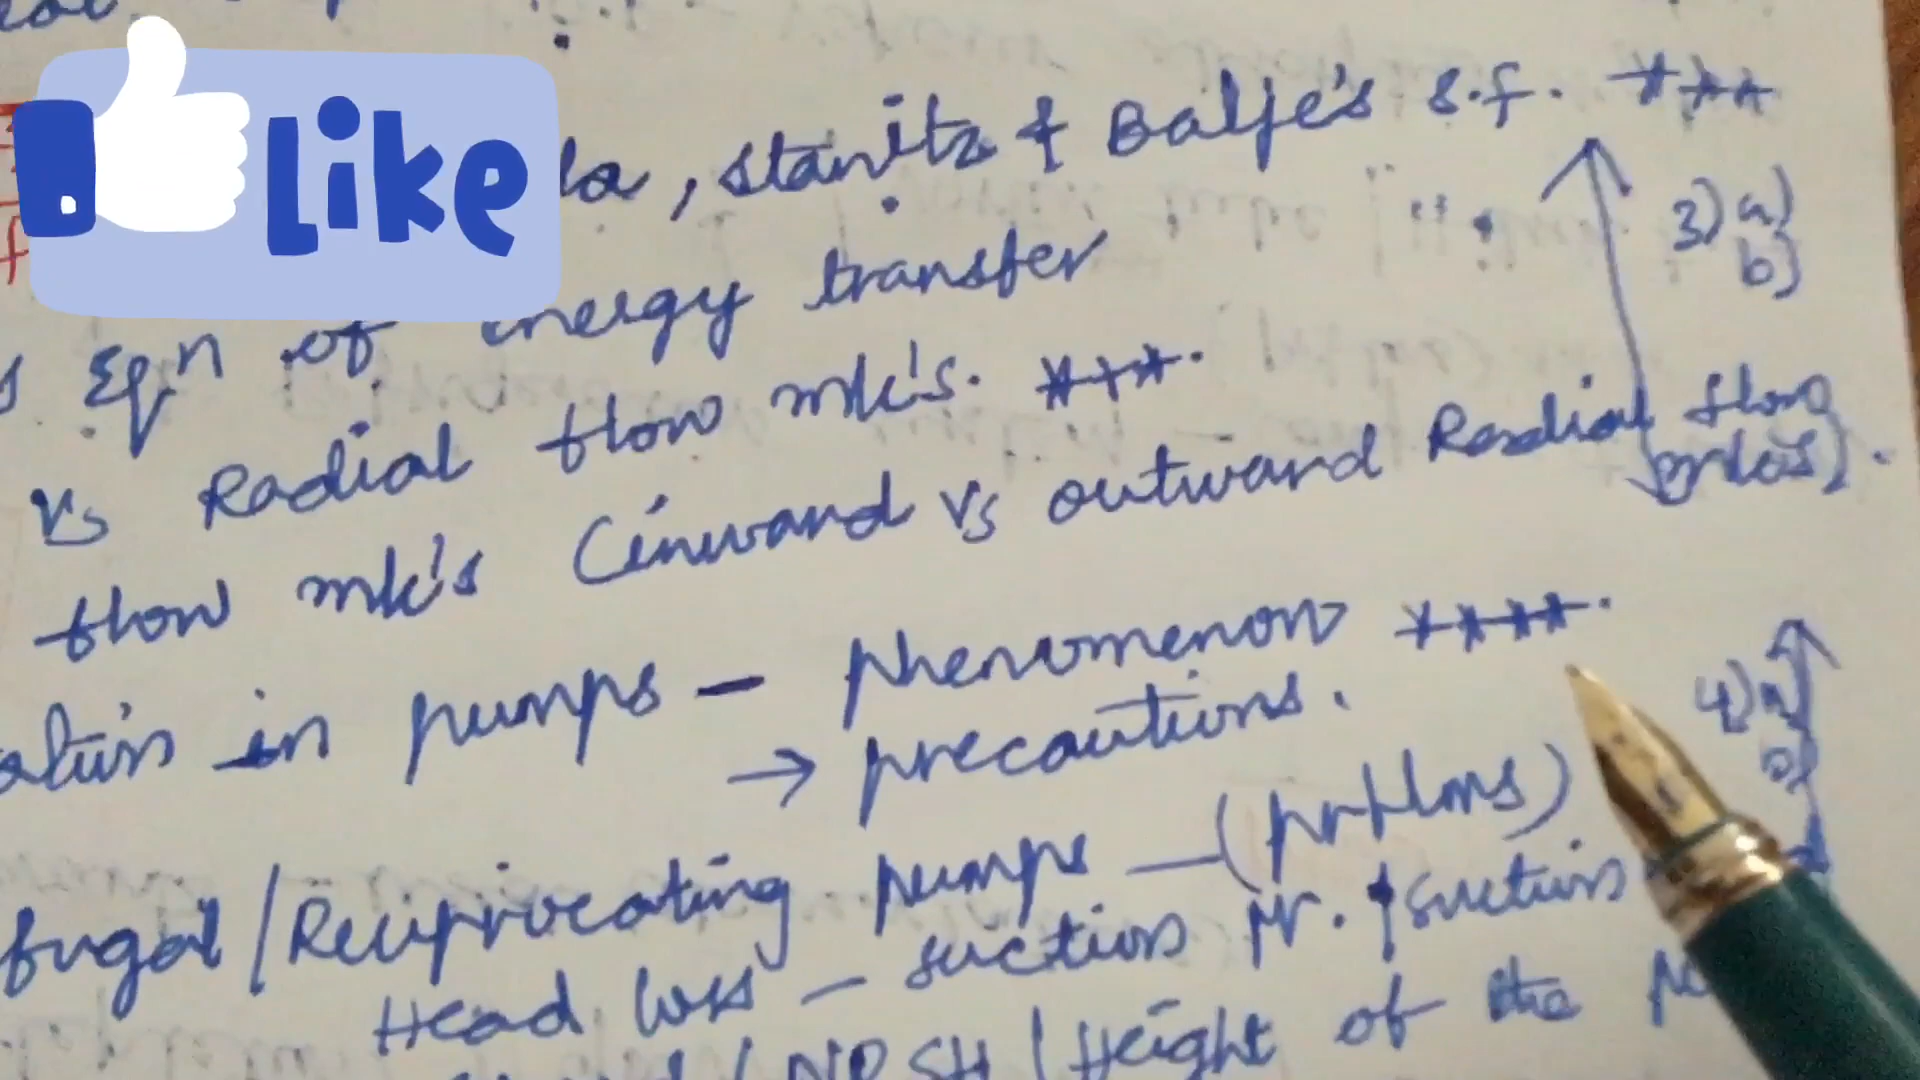 Like
la, stanitz & Balje's s.f. ***
3) a)
b)
s Eqn of Energy transfer
vs Radial flow m/c's. ***.
flow m/c's (inward vs outward Radial flow
m/c's).
ation in pumps - phenomenon ****.
4) a)
b)
→ precautions.
fugal / Reciprocating pumps - (prblms)
Head loss - suction pr. / suction
/ NPSH / Height of the